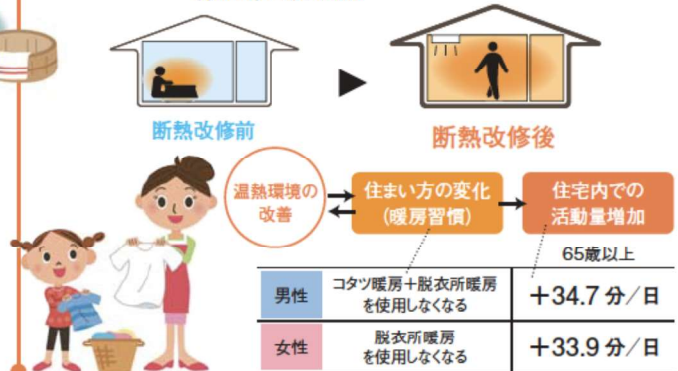 断熱改修前
断熱改修後
温熱環境の
改善
住まい方の変化
(暖房習慣)
住宅内での
活動量増加
65歳以上
男性
コタツ暖房＋脱衣所暖房
を使用しなくなる
＋34.7 分／日
女性
脱衣所暖房
を使用しなくなる
＋33.9 分／日